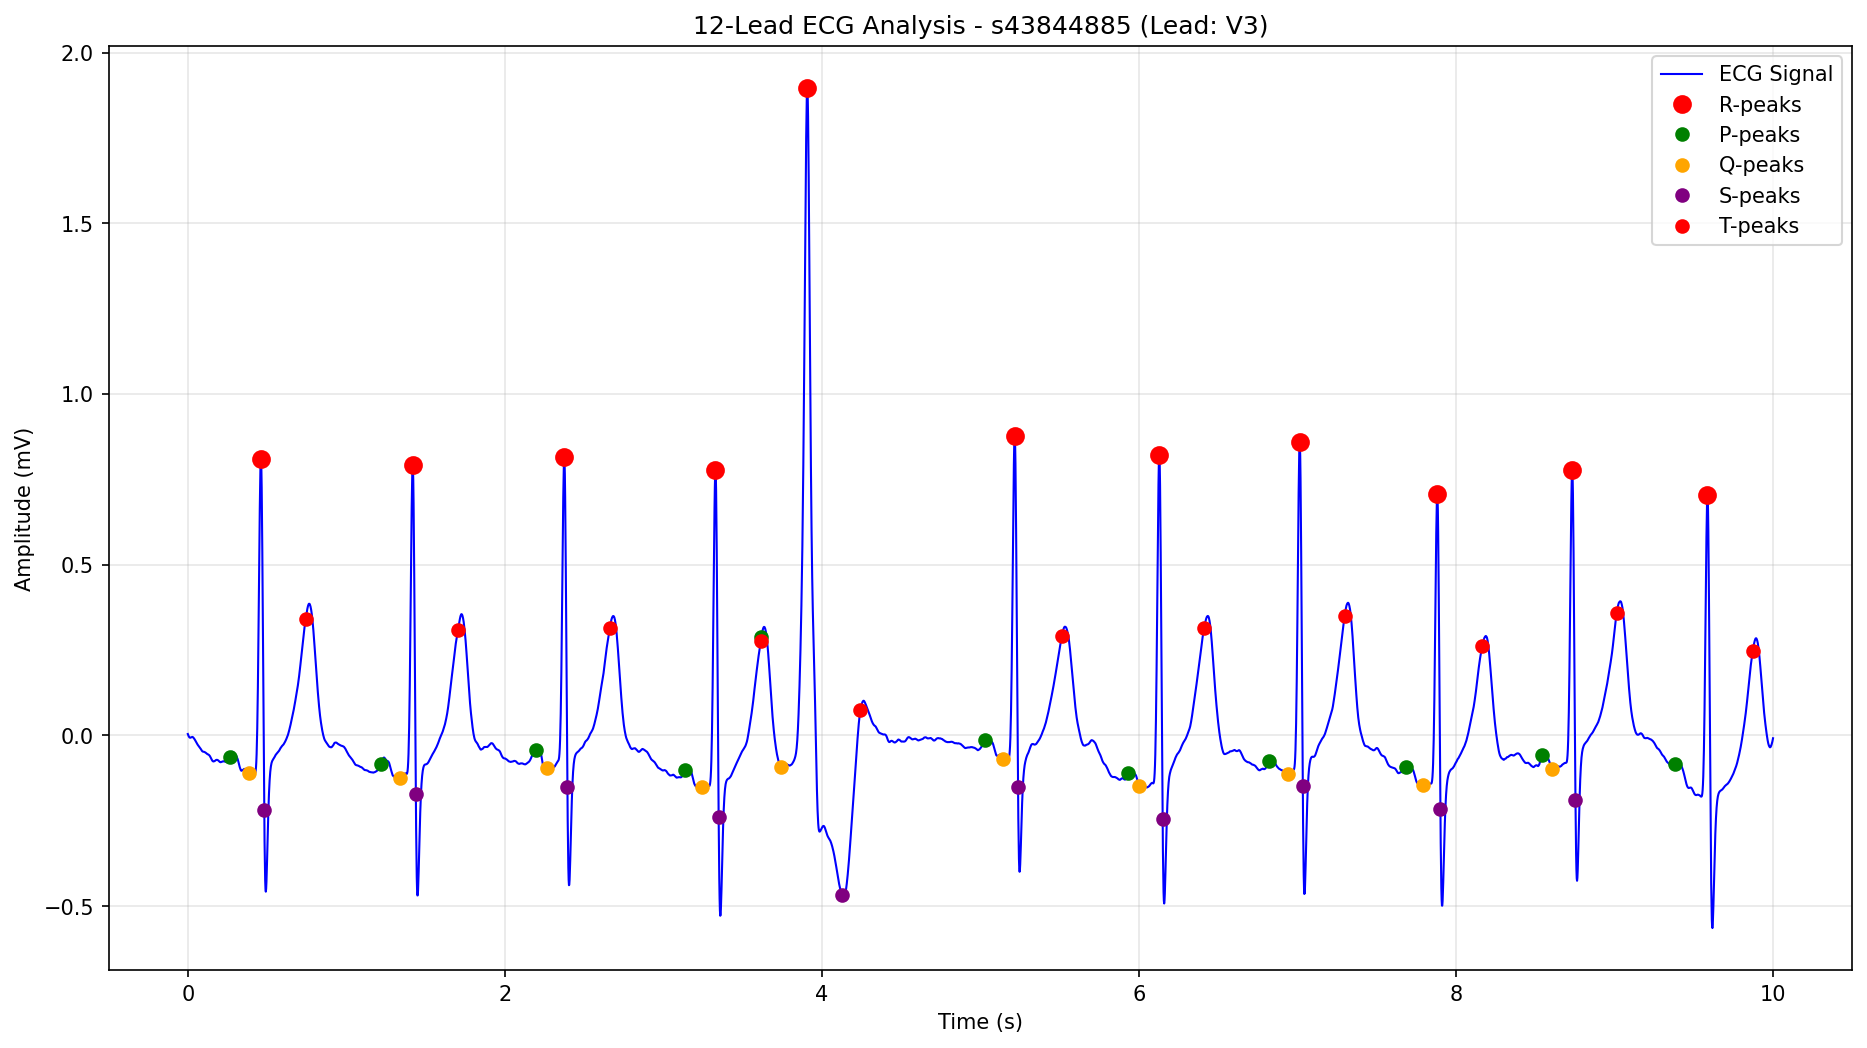 12-Lead ECG Analysis - s43844885 (Lead: V3)
ECG Signal
R-peaks
P-peaks
Q-peaks
S-peaks
T-peaks
Amplitude (mV)
2.0
1.5
1.0
0.5
0.0
−0.5
0 2 4 6 8 10
Time (s)